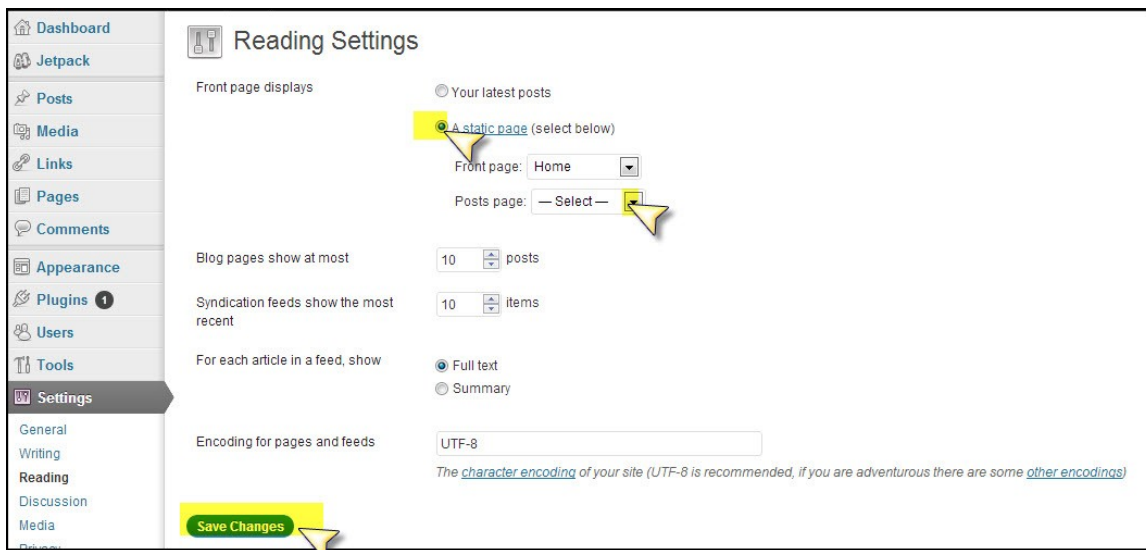 Dashboard
Jetpack
Posts
Media
Links
Pages
Comments
Appearance
Plugins 1
Users
Tools
Settings
General
Writing
Reading
Discussion
Media
Privacy
Reading Settings
Front page displays
Your latest posts
A static page (select below)
Front page: Home
Posts page: — Select —
Blog pages show at most 10 posts
Syndication feeds show the most
recent
10 items
For each article in a feed, show
Full text
Summary
Encoding for pages and feeds
UTF-8
The character encoding of your site (UTF-8 is recommended, if you are adventurous there are some other encodings)
Save Changes